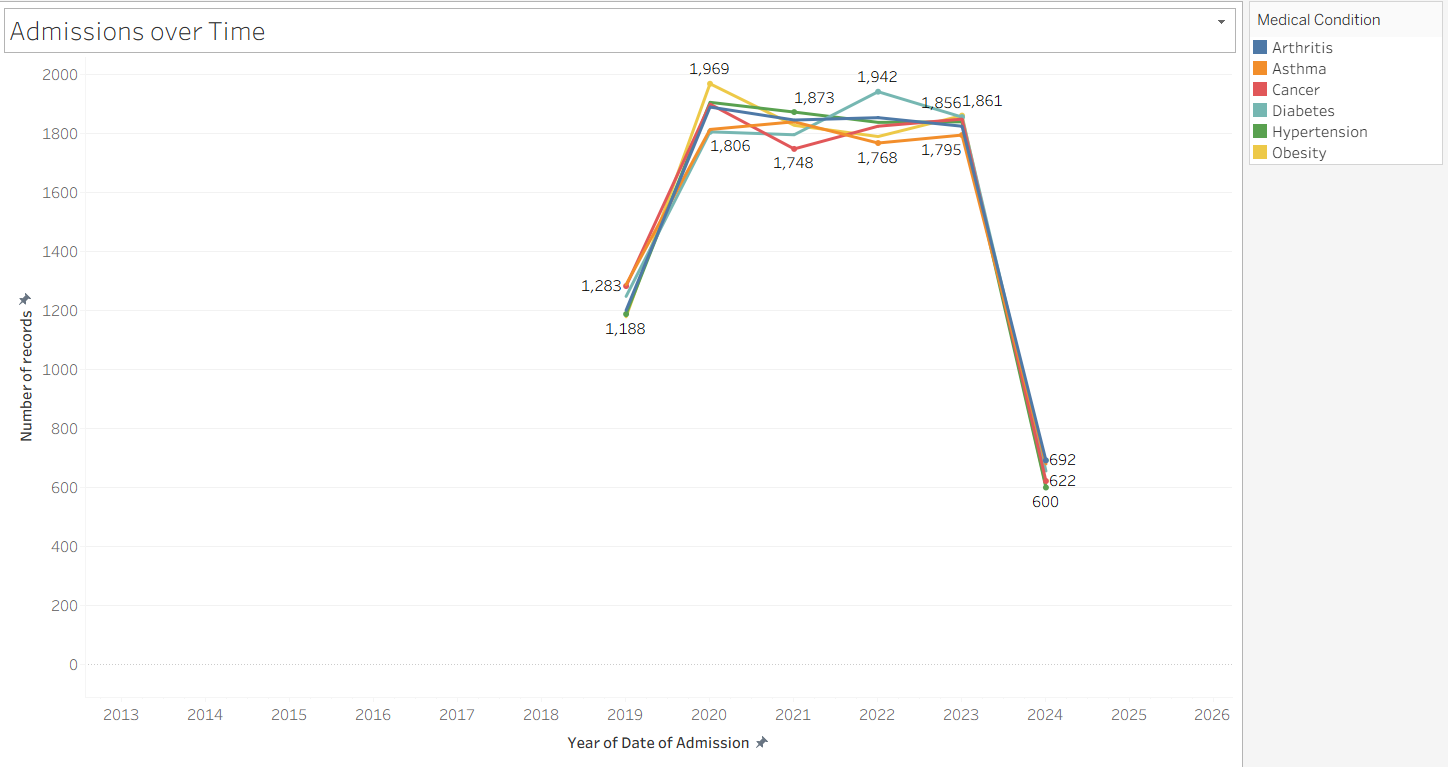 Admissions over Time
Medical Condition
Arthritis
Asthma
Cancer
Diabetes
Hypertension
Obesity
Number of records
2000
1800
1600
1400
1200
1000
800
600
400
200
0
1,969
1,942
1,873
1,856
1,861
1,806
1,748
1,768
1,795
1,283
1,188
692
622
600
2013 2014 2015 2016 2017 2018 2019 2020 2021 2022 2023 2024 2025 2026
Year of Date of Admission